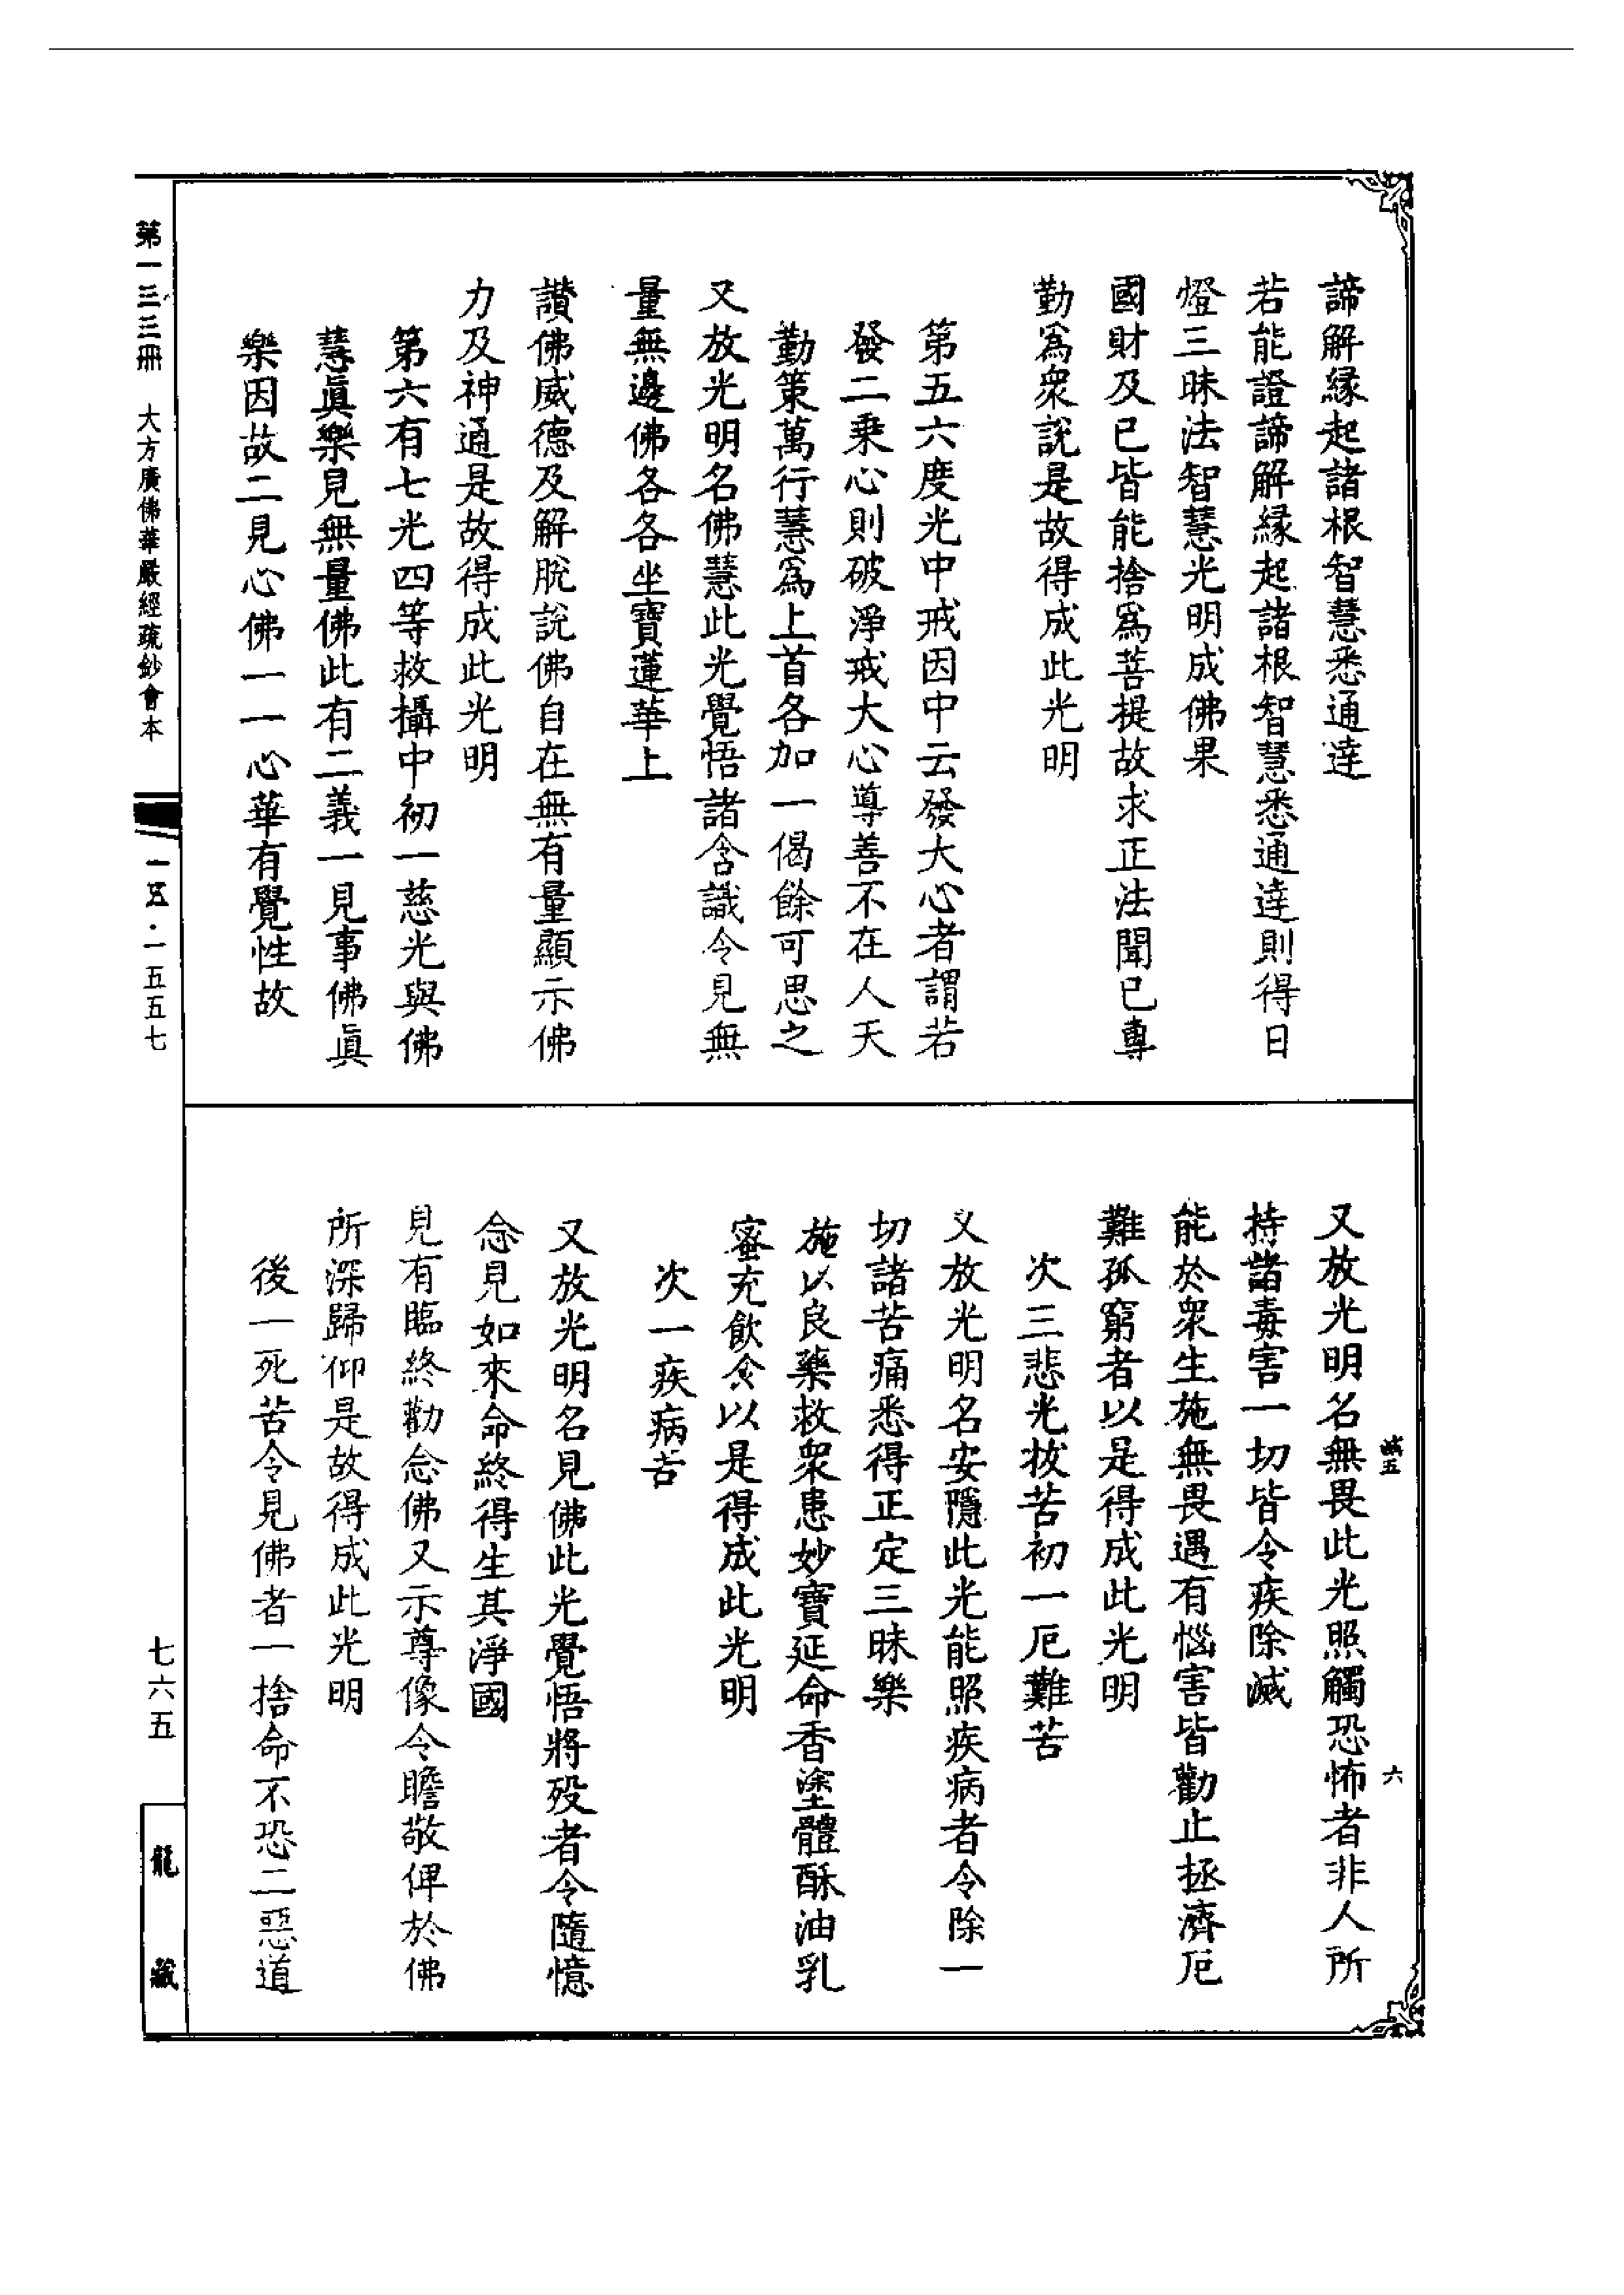 諦解緣起諸根智慧悉通達
若能證諦解緣起諸根智慧悉通達則得日
燈三昧法智慧光明成佛果
國財及已皆能捨爲菩提故求正法聞已專
勤爲衆說是故得成此光明
第五六度光中戒因中云發大心者謂若
發二乗心則破淨戒大心導善不在人天
勤策萬行慧爲上首各加一偈餘可思之
又放光明名佛慧此光覺悟諸含識令見無
量無邊佛各各坐寶蓮華上
讃佛威德及解脫說佛自在無有量顯示佛
力及神通是故得成此光明
第六有七光四等救攝中初一慈光與佛
慧眞樂見無量佛此有二義一見事佛眞
樂因故二見心佛一一心華有覺性故
又放光明名無畏此光照觸恐怖者非人所
持諸毒害一切皆令疾除滅
能於衆生施無畏遇有惱害皆勸止拯濟厄
難孤窮者以是得成此光明
次三悲光拔苦初一厄難苦
又放光明名安隱此光能照疾病者令除一
切諸苦痛悉得正定三昧樂
施以良藥救衆患妙寶延命香塗體酥油乳
蜜充飲食以是得成此光明
次一疾病苦
又放光明名見佛此光覺悟將歿者令隨憶
念見如來命終得生其淨國
見有臨終勸念佛又示尊像令瞻敬俾於佛
所深歸仰是故得成此光明
後一死苦令見佛者一捨命不恐二惡道
六
第一三三冊 大方廣佛華嚴經疏鈔會本
·一五五七
七六五
龍藏